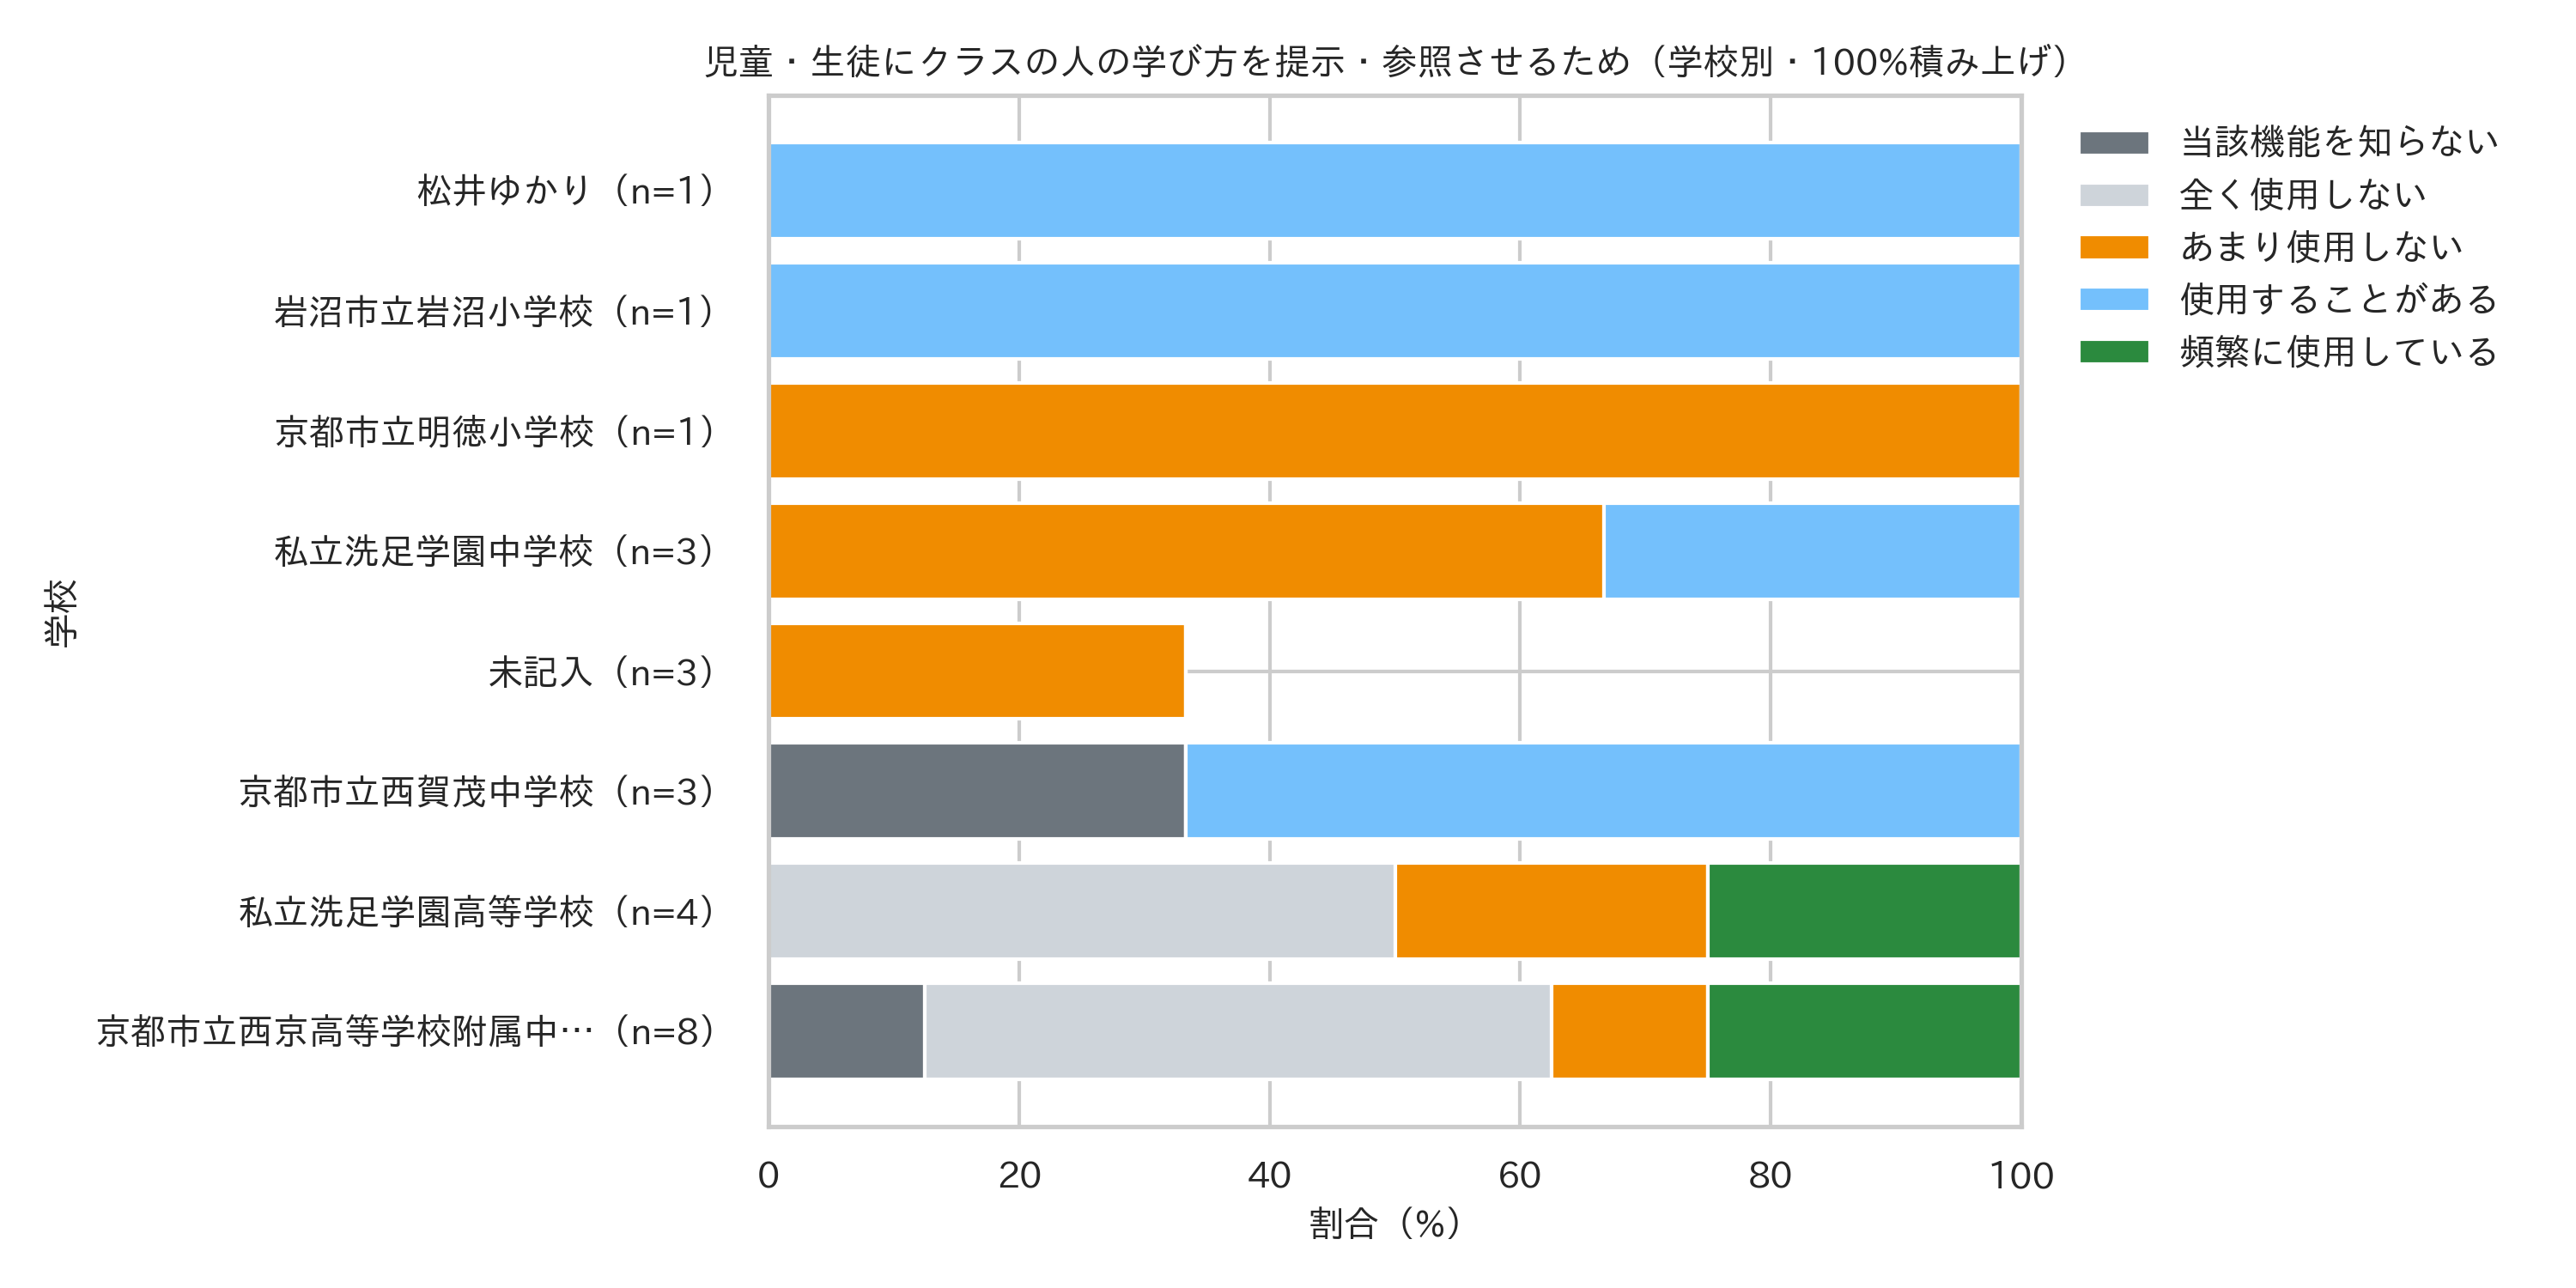 児童・生徒にクラスの人の学び方を提示・参照させるため（学校別・100%積み上げ）
当該機能を知らない
全く使用しない
あまり使用しない
使用することがある
頻繁に使用している
学校
松井ゆかり（n=1）
岩沼市立岩沼小学校（n=1）
京都市立明徳小学校（n=1）
私立洗足学園中学校（n=3）
未記入（n=3）
京都市立西賀茂中学校（n=3）
私立洗足学園高等学校（n=4）
京都市立西京高等学校附属中…（n=8）
0 20 40 60 80 100
割合（%）